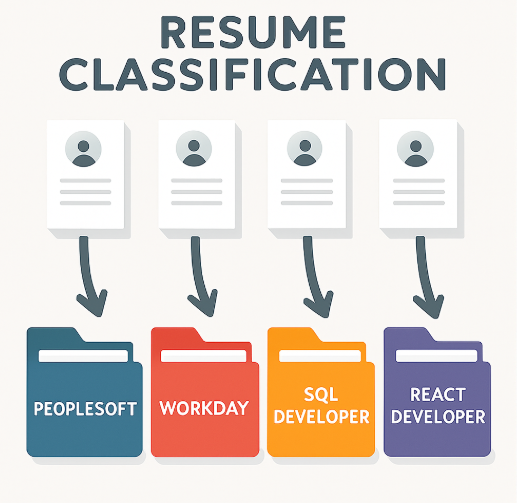 RESUME
CLASSIFICATION
PEOPLESOFT
WORKDAY
SQL
DEVELOPER
REACT
DEVELOPER